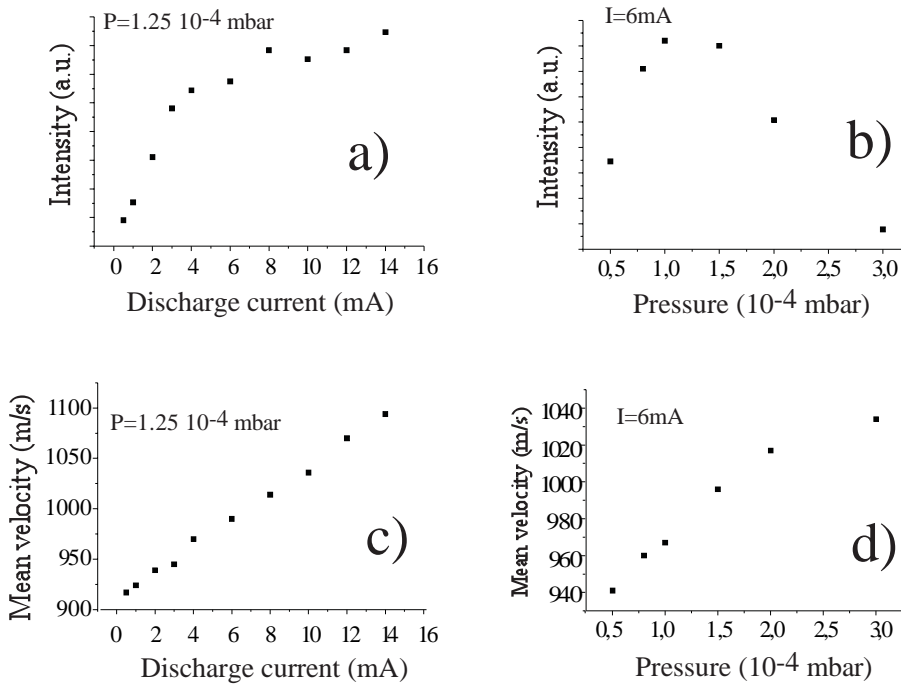 P=1.25 10-4 mbar
Intensity (a.u.)
a)
0 2 4 6 8 10 12 14 16
Discharge current (mA)
I=6mA
Intensity (a.u.)
b)
0,5 1,0 1,5 2,0 2,5 3,0
Pressure (10-4 mbar)
P=1.25 10-4 mbar
Mean velocity (m/s)
1100
1050
1000
950
900
c)
0 2 4 6 8 10 12 14 16
Discharge current (mA)
I=6mA
Mean velocity (m/s)
1040
1020
1000
980
960
940
d)
0,5 1,0 1,5 2,0 2,5 3,0
Pressure (10-4 mbar)